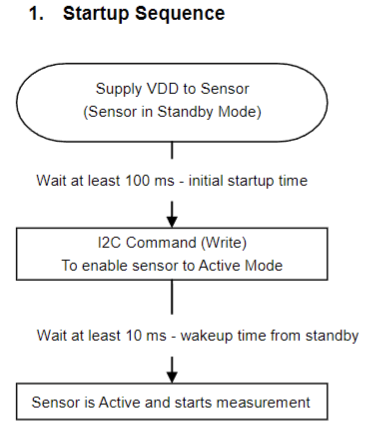 1. Startup Sequence
Supply VDD to Sensor
(Sensor in Standby Mode)
Wait at least 100 ms - initial startup time
I2C Command (Write)
To enable sensor to Active Mode
Wait at least 10 ms - wakeup time from standby
Sensor is Active and starts measurement